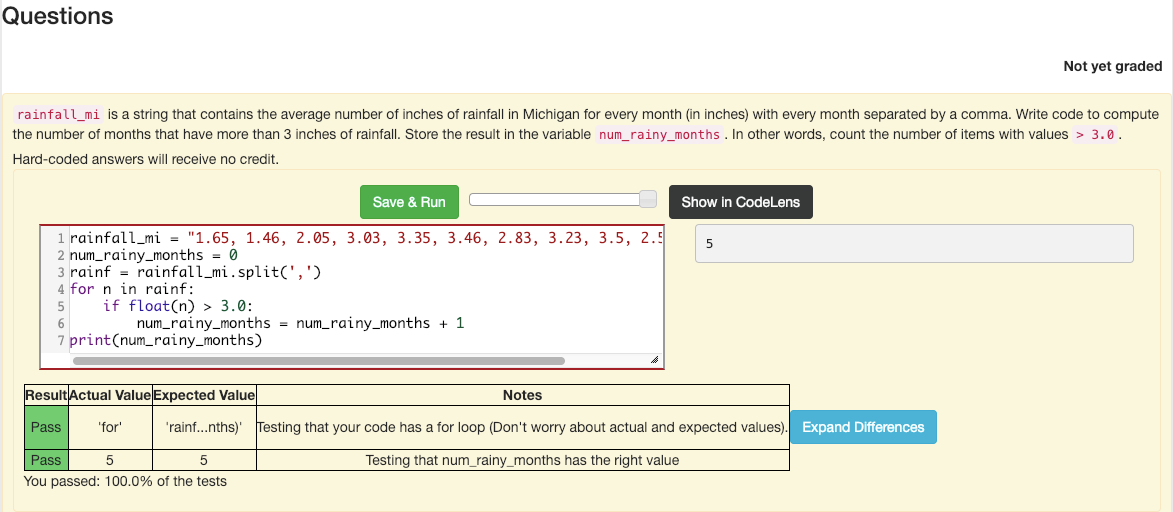 Questions
Not yet graded
rainfall_mi is a string that contains the average number of inches of rainfall in Michigan for every month (in inches) with every month separated by a comma. Write code to compute
the number of months that have more than 3 inches of rainfall. Store the result in the variable num_rainy_months . In other words, count the number of items with values > 3.0 .
Hard-coded answers will receive no credit.
Save & Run Show in CodeLens
1 rainfall_mi = "1.65, 1.46, 2.05, 3.03, 3.35, 3.46, 2.83, 3.23, 3.5, 2.5
2 num_rainy_months = 0
3 rainf = rainfall_mi.split(',')
4 for n in rainf:
5     if float(n) > 3.0:
6         num_rainy_months = num_rainy_months + 1
7 print(num_rainy_months)
5
Result Actual Value Expected Value Notes
Pass 'for' 'rainf...nths)' Testing that your code has a for loop (Don't worry about actual and expected values). Expand Differences
Pass 5 5 Testing that num_rainy_months has the right value
You passed: 100.0% of the tests